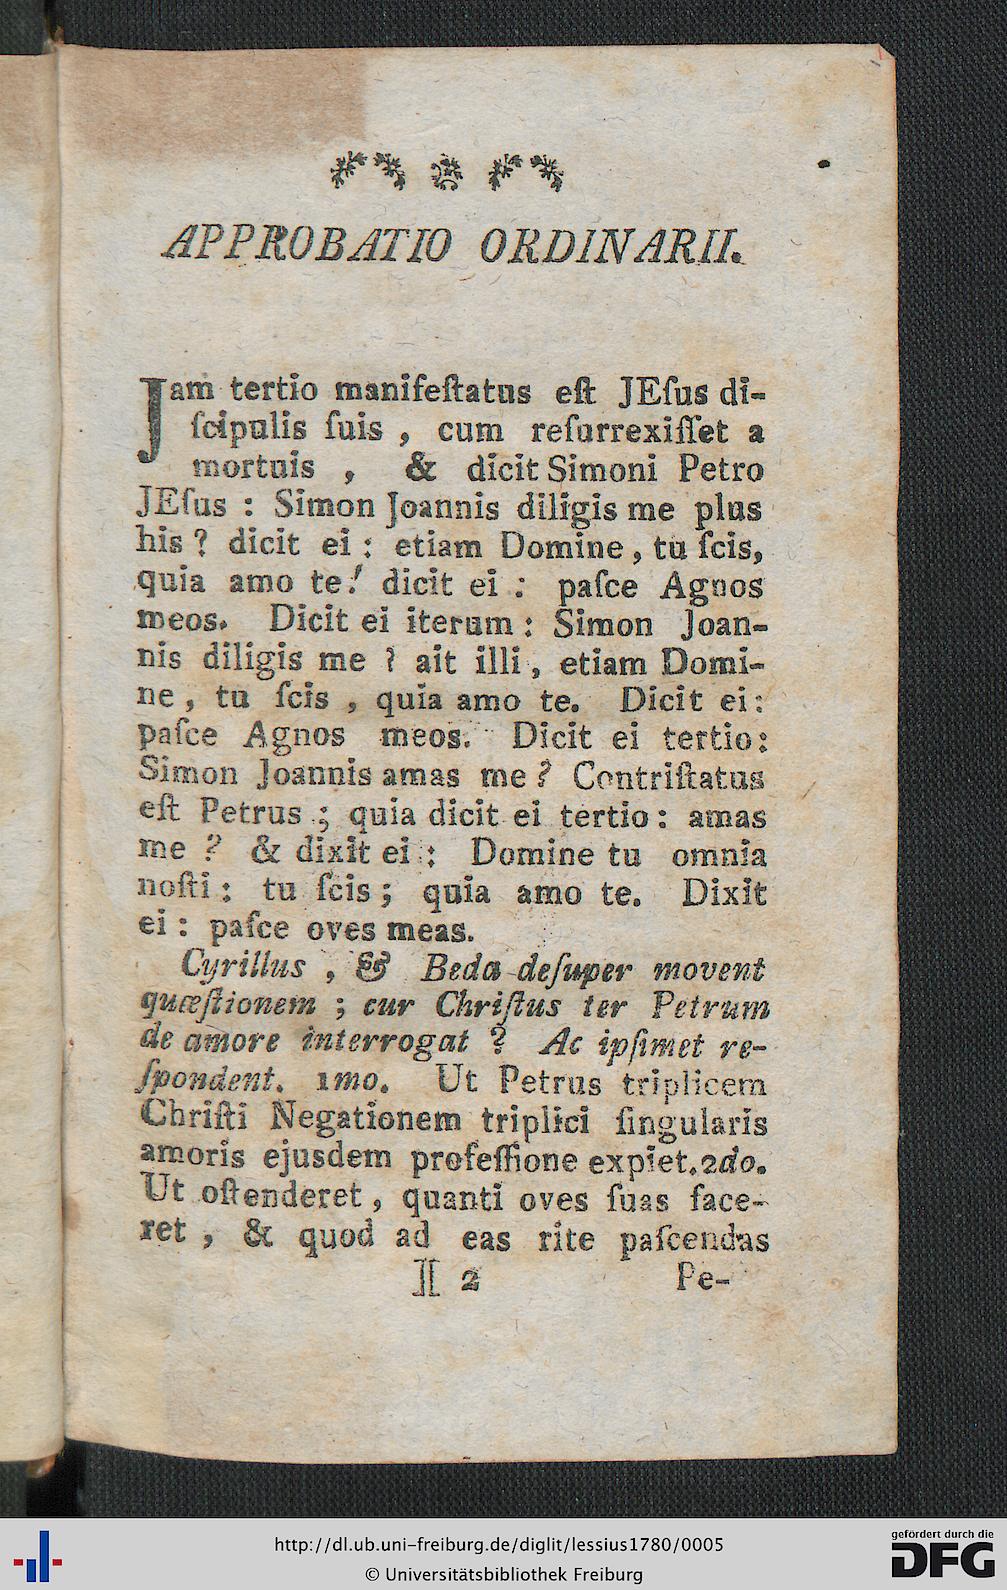 APPROBATIO ORDINARII.
Jam tertio manifeſtatus eſt JEſus di-
ſcipulis ſuis , cum reſurrexiſſet a
mortuis , & dicit Simoni Petro
JEſus : Simon Joannis diligis me plus
his ? dicit ei : etiam Domine , tu ſcis,
quia amo te ! dicit ei : paſce Agnos
meos. Dicit ei iterum : Simon Joan-
nis diligis me ? ait illi , etiam Domi-
ne , tu ſcis , quia amo te. Dicit ei :
paſce Agnos meos. Dicit ei tertio :
Simon Joannis amas me ? Contriſtatus
eſt Petrus ; quia dicit ei tertio : amas
me ? & dixit ei : Domine tu omnia
noſti : tu ſcis ; quia amo te. Dixit
ei : paſce oves meas.
Cyrillus , & Beda deſuper movent
quæſtionem ; cur Chriſtus ter Petrum
de amore interrogat ? Ac ipſimet re-
ſpondent. 1mo. Ut Petrus triplicem
Chriſti Negationem triplici ſingularis
amoris ejusdem profeſſione expiet. 2do.
Ut oſtenderet , quanti oves ſuas face-
ret , & quod ad eas rite paſcendas
][ 2 Pe-
http://dl.ub.uni-freiburg.de/diglit/lessius1780/0005
© Universitätsbibliothek Freiburg
gefördert durch die
DFG